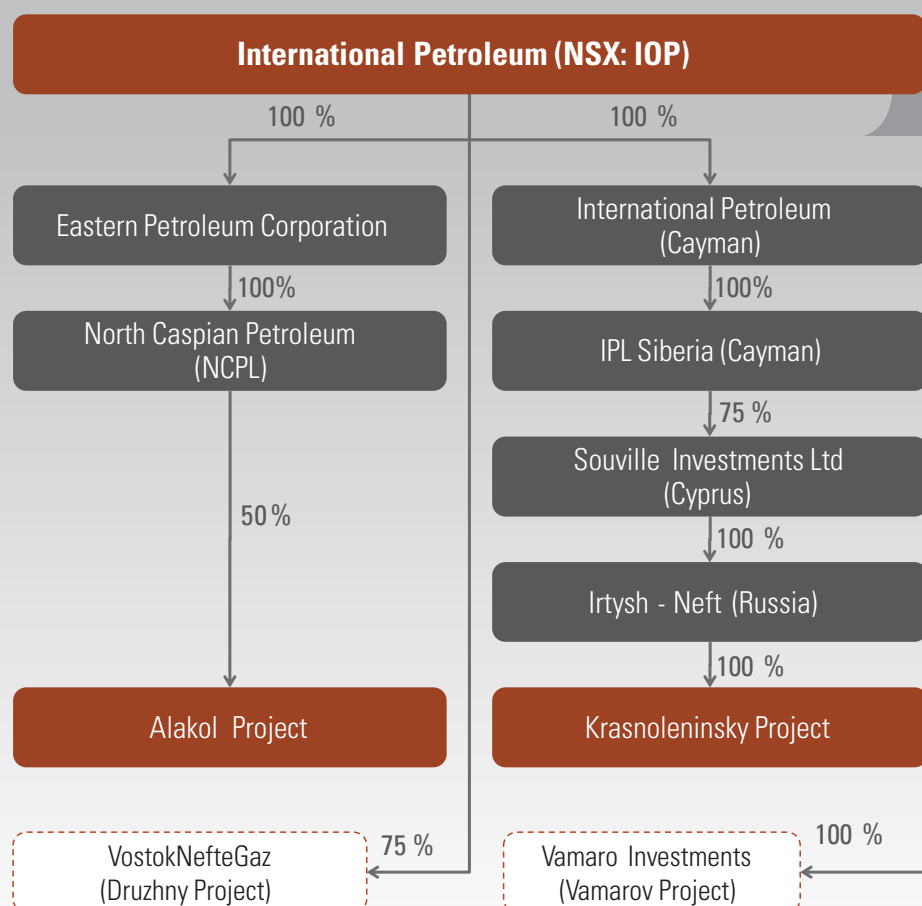 International Petroleum (NSX: IOP)
100 %
100 %
Eastern Petroleum Corporation
International Petroleum
(Cayman)
100%
100%
North Caspian Petroleum
(NCPL)
IPL Siberia (Cayman)
75 %
Souville Investments Ltd
(Cyprus)
50%
100 %
Irtysh - Neft (Russia)
100 %
Alakol Project
Krasnoleninsky Project
VostokNefteGaz
(Druzhny Project)
75 %
Vamaro Investments
(Vamarov Project)
100 %